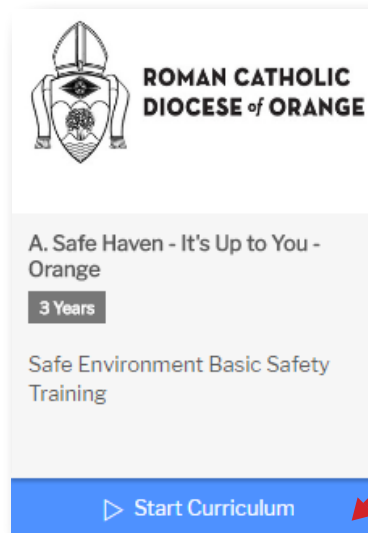 ROMAN CATHOLIC
DIOCESE of ORANGE
A. Safe Haven - It's Up to You -
Orange
3 Years
Safe Environment Basic Safety
Training
Start Curriculum